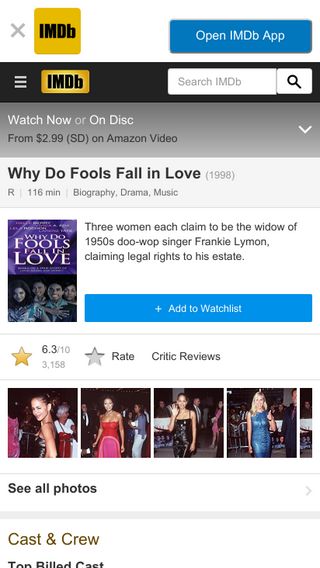 IMDb
Open IMDb App
IMDb
Search IMDb
Watch Now or On Disc
From $2.99 (SD) on Amazon Video
Why Do Fools Fall in Love (1998)
R | 116 min | Biography, Drama, Music
WHY DO
FOOLS
FALL IN
LOVE
Three women each claim to be the widow of
1950s doo-wop singer Frankie Lymon,
claiming legal rights to his estate.
+ Add to Watchlist
6.3/10
3,158
Rate
Critic Reviews
See all photos
Cast & Crew
Top Billed Cast